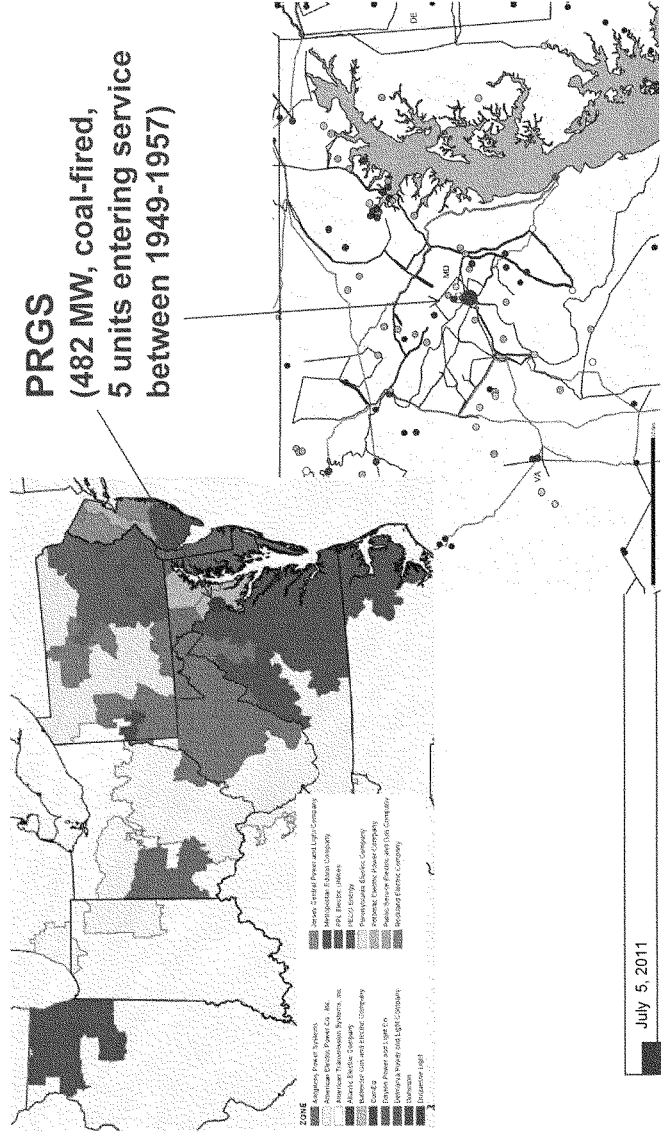 PRGS
(482 MW, coal-fired,
5 units entering service
between 1949-1957)
ZONE
Allegheny Power Systems
American Electric Power Co., Inc.
American Transmission Systems, Inc.
Atlantic Electric Company
Baltimore Gas and Electric Company
ComEd
Dayton Power and Light Co.
Delmarva Power and Light Company
Dominion
Duquesne Light
Jersey Central Power and Light Company
Metropolitan Edison Company
PPL Electric Utilities
PECO Energy
Pennsylvania Electric Company
Potomac Electric Power Company
Public Service Electric and Gas Company
Rockland Electric Company
DE
MD
VA
July 5, 2011